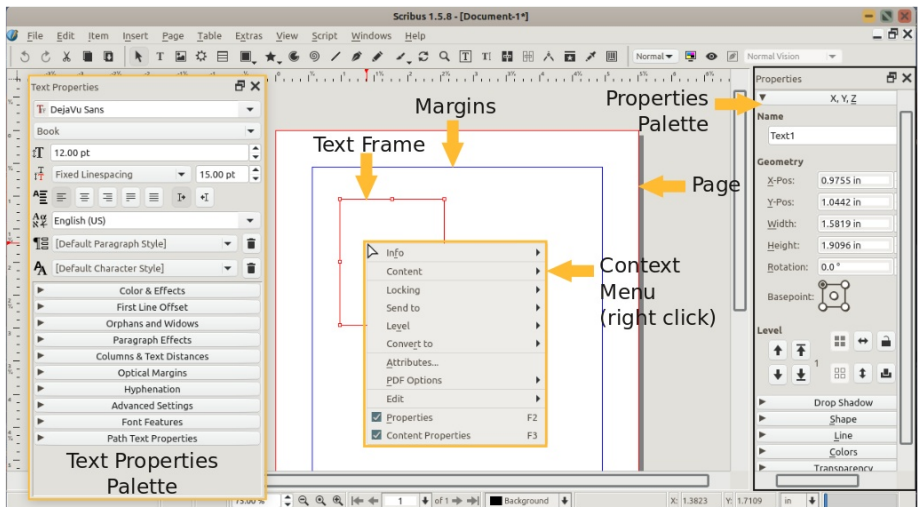 Scribus 1.5.8 - [Document-1*]
File Edit Item Insert Page Table Extras View Script Windows Help
Normal
Normal Vision
Text Properties
DejaVu Sans
Book
12.00 pt
Fixed Linespacing 15.00 pt
English (US)
[Default Paragraph Style]
[Default Character Style]
Color & Effects
First Line Offset
Orphans and Widows
Paragraph Effects
Columns & Text Distances
Optical Margins
Hyphenation
Advanced Settings
Font Features
Path Text Properties
Text Properties
Palette
Margins
Text Frame
Properties
Palette
Page
Context
Menu
(right click)
Info
Content
Locking
Send to
Level
Convert to
Attributes...
PDF Options
Edit
Properties F2
Content Properties F3
Properties
X, Y, Z
Name
Text1
Geometry
X-Pos: 0.9755 in
Y-Pos: 1.0442 in
Width: 1.5819 in
Height: 1.9096 in
Rotation: 0.0 °
Basepoint:
Level
1
Drop Shadow
Shape
Line
Colors
Transparency
75.00 % 1 of 1 Background X: 1.3823 Y: 1.7109 in